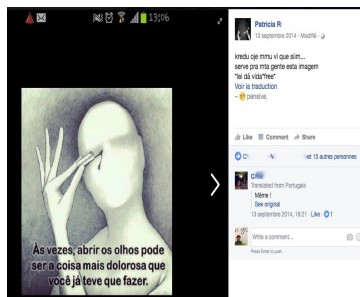 13:06
Às vezes, abrir os olhos pode
ser a coisa mais dolorosa que
você já teve que fazer.
Patricia R
13 septembre 2014 · Modifié ·
kredu oje mmu vi que siim...
serve pra mta gente esta imagem
"lei dá vida"free"
Voir la traduction
– pensive.
Like Comment Share
et 15 autres personnes
Translated from Portugais
Même !
See original
13 septembre 2014, 18:21 · Like · 1
Write a comment...
Press Enter to post.